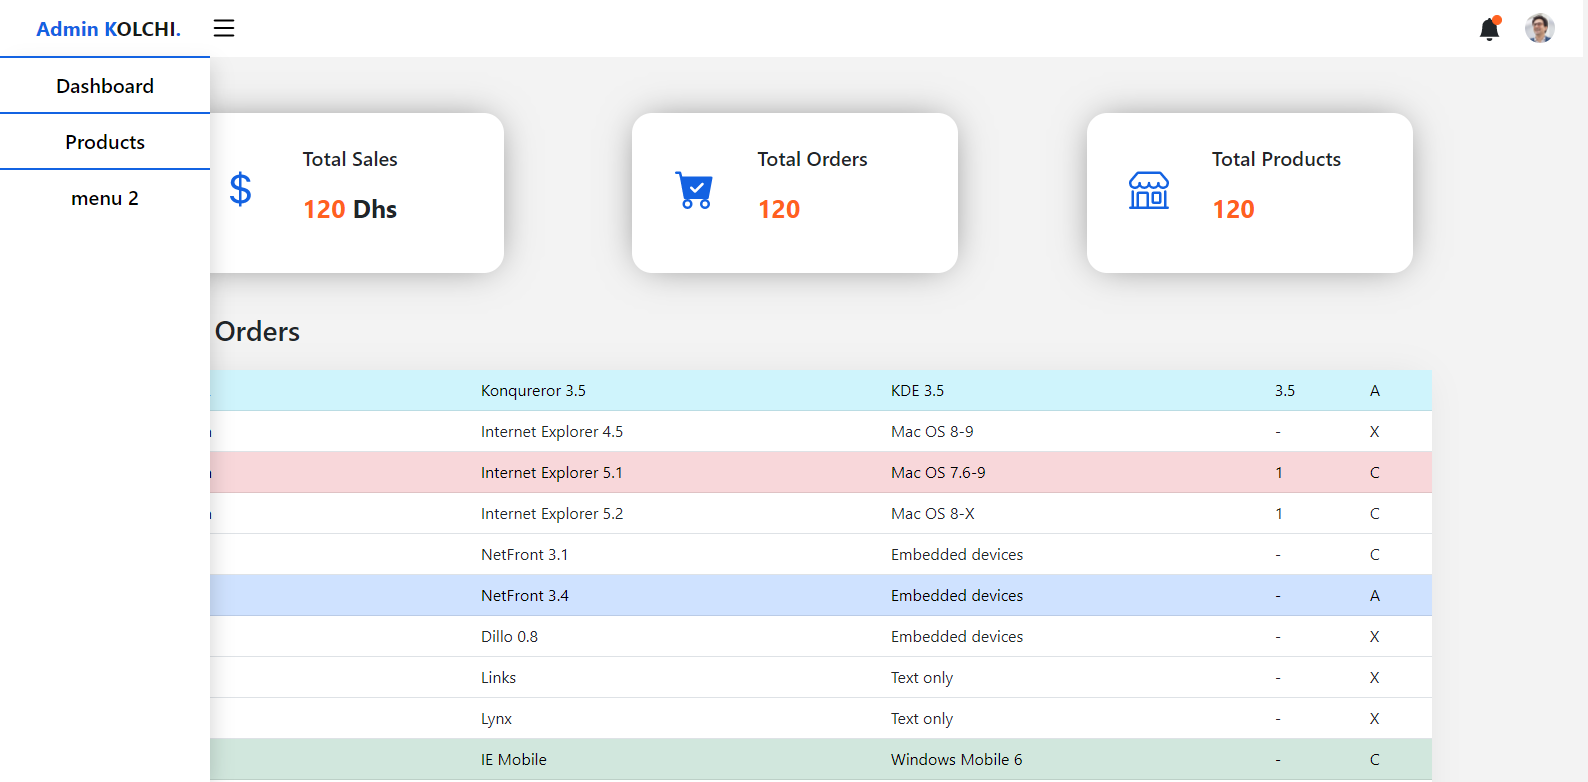 Admin KOLCHI.
Dashboard
Products
menu 2
Total Sales
120 Dhs
Total Orders
120
Total Products
120
Orders
Konqureror 3.5 KDE 3.5 3.5 A
Internet Explorer 4.5 Mac OS 8-9 - X
Internet Explorer 5.1 Mac OS 7.6-9 1 C
Internet Explorer 5.2 Mac OS 8-X 1 C
NetFront 3.1 Embedded devices - C
NetFront 3.4 Embedded devices - A
Dillo 0.8 Embedded devices - X
Links Text only - X
Lynx Text only - X
IE Mobile Windows Mobile 6 - C